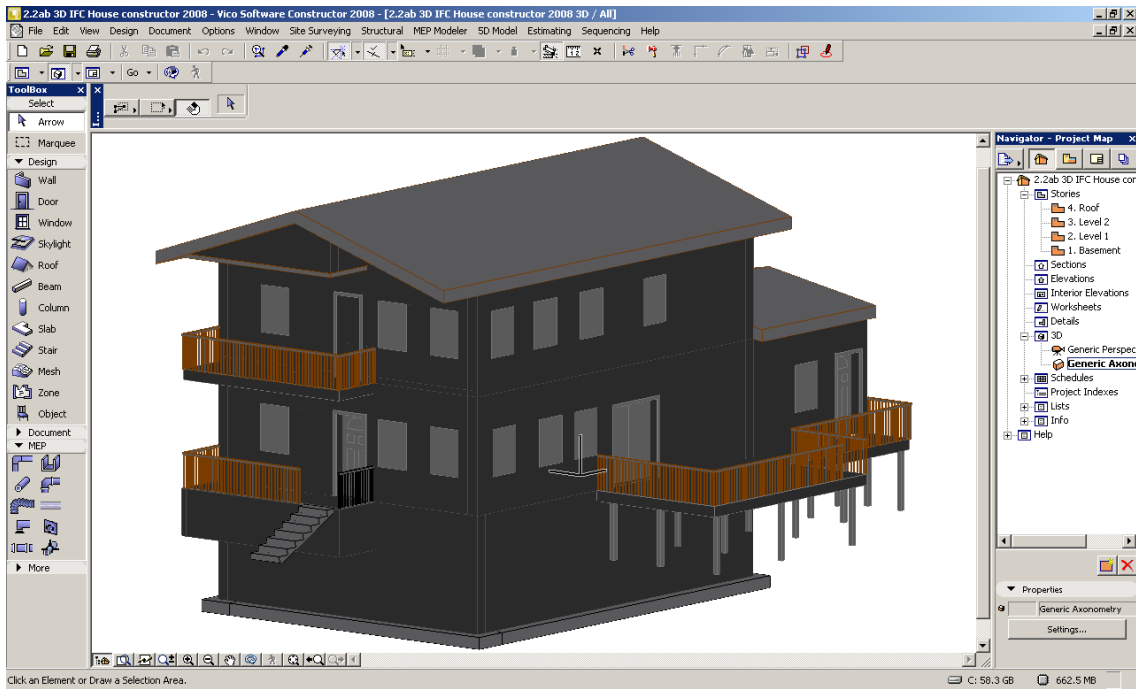 2.2ab 3D IFC House constructor 2008 - Vico Software Constructor 2008 - [2.2ab 3D IFC House constructor 2008 3D / All]
File Edit View Design Document Options Window Site Surveying Structural MEP Modeler 5D Model Estimating Sequencing Help
Go
ToolBox
Select
Arrow
Marquee
Design
Wall
Door
Window
Skylight
Roof
Beam
Column
Slab
Stair
Mesh
Zone
Object
Document
MEP
More
Navigator - Project Map
2.2ab 3D IFC House con
Stories
4. Roof
3. Level 2
2. Level 1
1. Basement
Sections
Elevations
Interior Elevations
Worksheets
Details
3D
Generic Perspec
Generic Axon
Schedules
Project Indexes
Lists
Info
Help
Properties
Generic Axonometry
Settings...
Click an Element or Draw a Selection Area.
C: 58.3 GB
662.5 MB